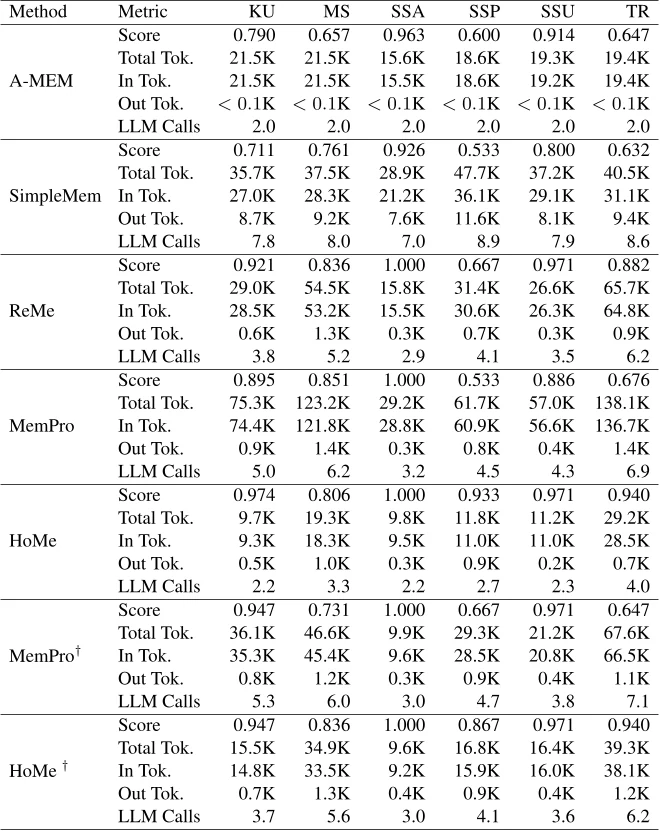 Method Metric KU MS SSA SSP SSU TR
Score 0.790 0.657 0.963 0.600 0.914 0.647
Total Tok. 21.5K 21.5K 15.6K 18.6K 19.3K 19.4K
A-MEM In Tok. 21.5K 21.5K 15.5K 18.6K 19.2K 19.4K
Out Tok. < 0.1K < 0.1K < 0.1K < 0.1K < 0.1K < 0.1K
LLM Calls 2.0 2.0 2.0 2.0 2.0 2.0
Score 0.711 0.761 0.926 0.533 0.800 0.632
Total Tok. 35.7K 37.5K 28.9K 47.7K 37.2K 40.5K
SimpleMem In Tok. 27.0K 28.3K 21.2K 36.1K 29.1K 31.1K
Out Tok. 8.7K 9.2K 7.6K 11.6K 8.1K 9.4K
LLM Calls 7.8 8.0 7.0 8.9 7.9 8.6
Score 0.921 0.836 1.000 0.667 0.971 0.882
Total Tok. 29.0K 54.5K 15.8K 31.4K 26.6K 65.7K
ReMe In Tok. 28.5K 53.2K 15.5K 30.6K 26.3K 64.8K
Out Tok. 0.6K 1.3K 0.3K 0.7K 0.3K 0.9K
LLM Calls 3.8 5.2 2.9 4.1 3.5 6.2
Score 0.895 0.851 1.000 0.533 0.886 0.676
Total Tok. 75.3K 123.2K 29.2K 61.7K 57.0K 138.1K
MemPro In Tok. 74.4K 121.8K 28.8K 60.9K 56.6K 136.7K
Out Tok. 0.9K 1.4K 0.3K 0.8K 0.4K 1.4K
LLM Calls 5.0 6.2 3.2 4.5 4.3 6.9
Score 0.974 0.806 1.000 0.933 0.971 0.940
Total Tok. 9.7K 19.3K 9.8K 11.8K 11.2K 29.2K
HoMe In Tok. 9.3K 18.3K 9.5K 11.0K 11.0K 28.5K
Out Tok. 0.5K 1.0K 0.3K 0.9K 0.2K 0.7K
LLM Calls 2.2 3.3 2.2 2.7 2.3 4.0
Score 0.947 0.731 1.000 0.667 0.971 0.647
Total Tok. 36.1K 46.6K 9.9K 29.3K 21.2K 67.6K
MemPro† In Tok. 35.3K 45.4K 9.6K 28.5K 20.8K 66.5K
Out Tok. 0.8K 1.2K 0.3K 0.9K 0.4K 1.1K
LLM Calls 5.3 6.0 3.0 4.7 3.8 7.1
Score 0.947 0.836 1.000 0.867 0.971 0.940
Total Tok. 15.5K 34.9K 9.6K 16.8K 16.4K 39.3K
HoMe † In Tok. 14.8K 33.5K 9.2K 15.9K 16.0K 38.1K
Out Tok. 0.7K 1.3K 0.4K 0.9K 0.4K 1.2K
LLM Calls 3.7 5.6 3.0 4.1 3.6 6.2